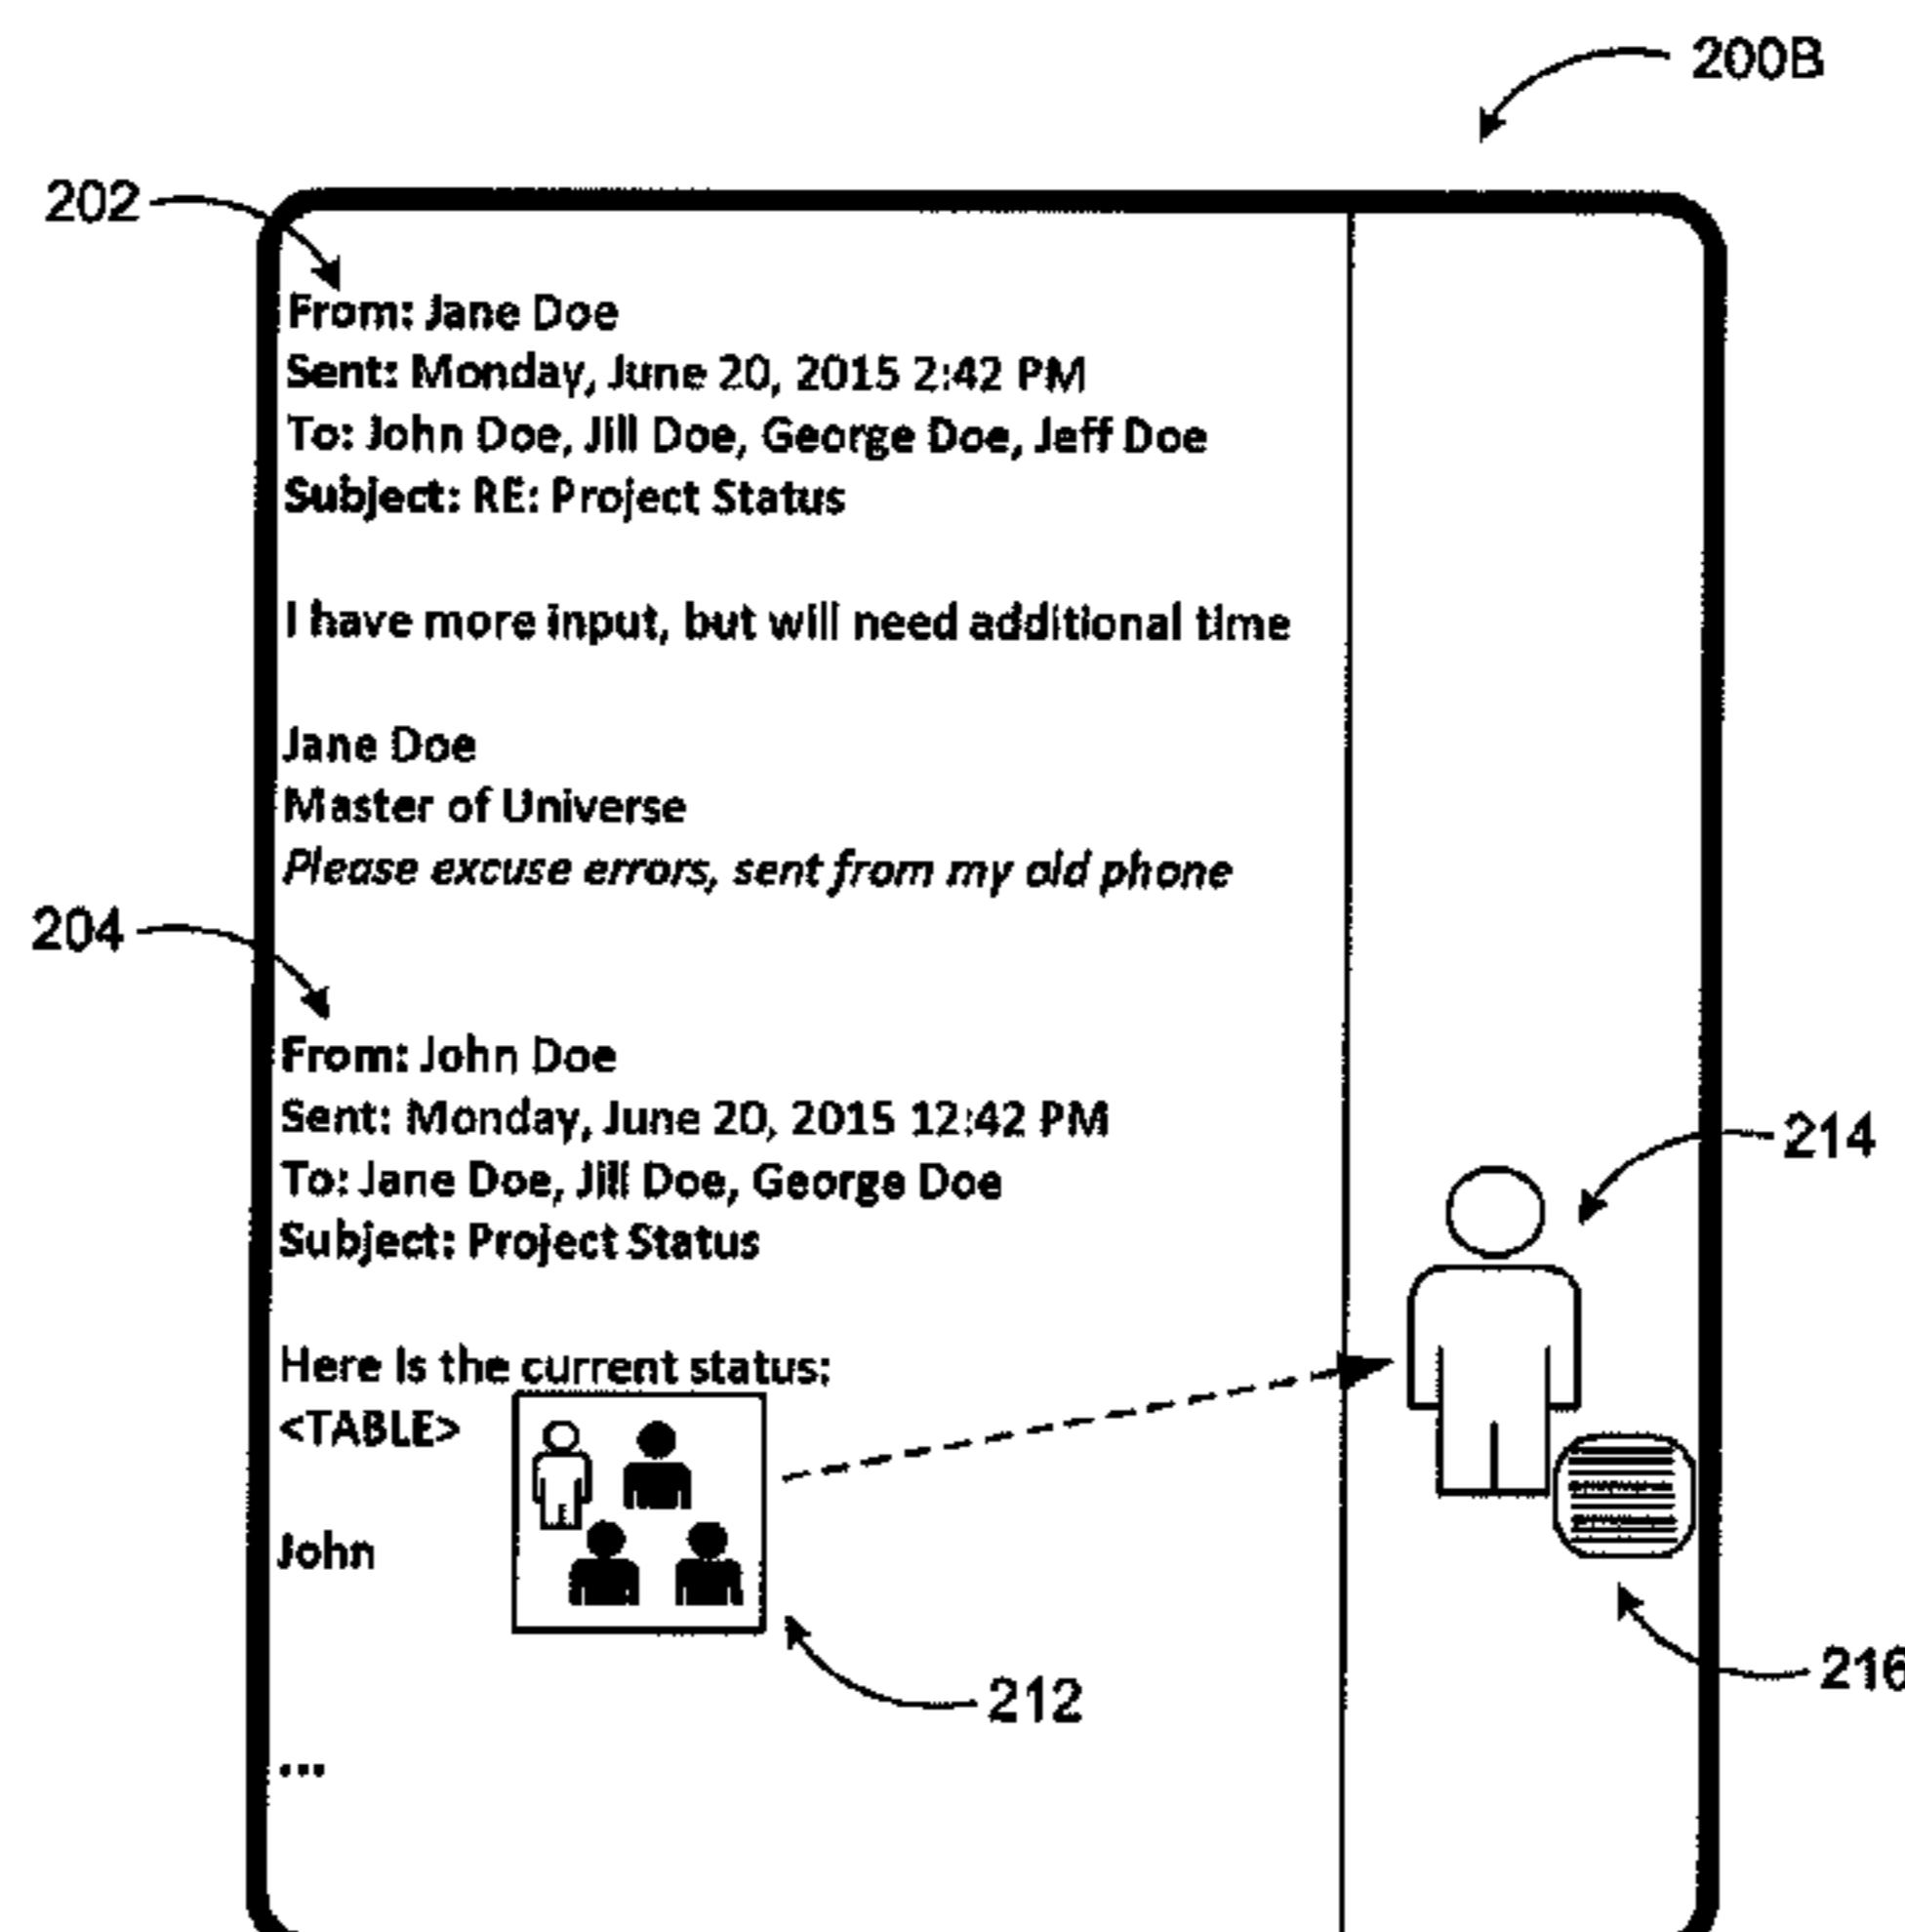 200B
202
From: Jane Doe
Sent: Monday, June 20, 2015 2:42 PM
To: John Doe, Jill Doe, George Doe, Jeff Doe
Subject: RE: Project Status
I have more input, but will need additional time
Jane Doe
Master of Universe
Please excuse errors, sent from my old phone
204
From: John Doe
Sent: Monday, June 20, 2015 12:42 PM
To: Jane Doe, Jill Doe, George Doe
Subject: Project Status
214
Here is the current status:
<TABLE>
John
216
212
...